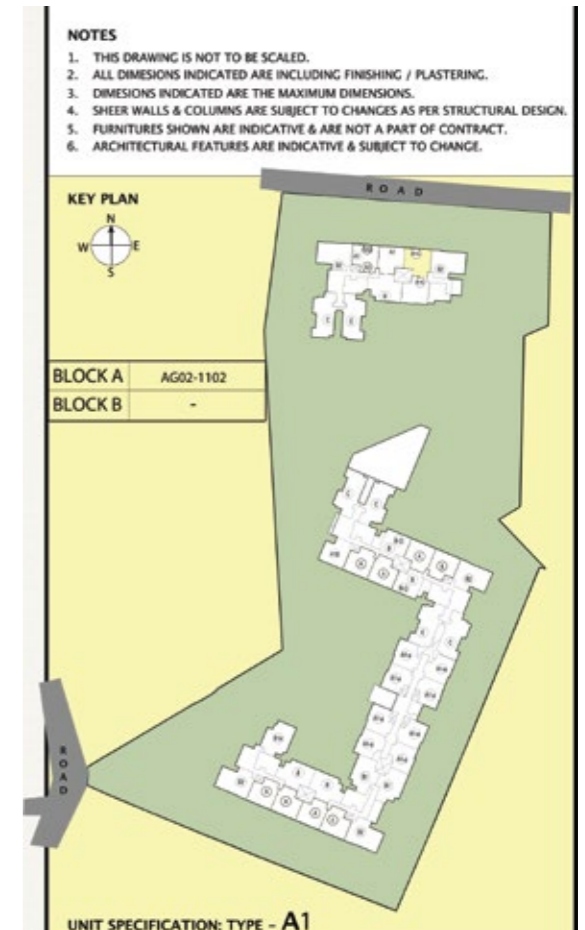 NOTES
1. THIS DRAWING IS NOT TO BE SCALED.
2. ALL DIMESIONS INDICATED ARE INCLUDING FINISHING / PLASTERING.
3. DIMESIONS INDICATED ARE THE MAXIMUM DIMENSIONS.
4. SHEER WALLS & COLUMNS ARE SUBJECT TO CHANGES AS PER STRUCTURAL DESIGN.
5. FURNITURES SHOWN ARE INDICATIVE & ARE NOT A PART OF CONTRACT.
6. ARCHITECTURAL FEATURES ARE INDICATIVE & SUBJECT TO CHANGE.
ROAD
KEY PLAN
N
W E
S
BLOCK A AG02-1102
BLOCK B -
ROAD
UNIT SPECIFICATION: TYPE - A1